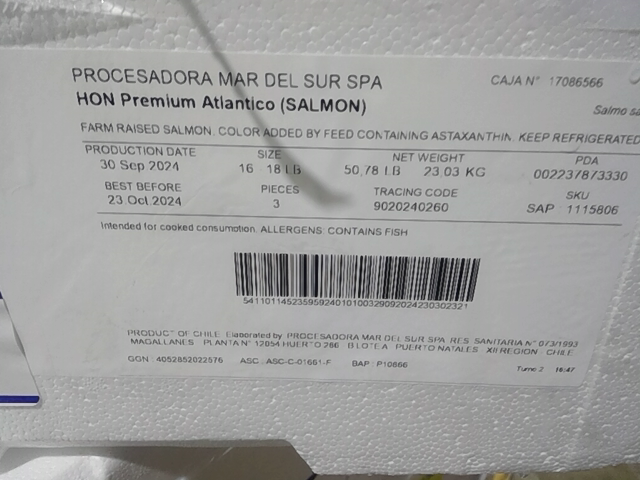 PROCESADORA MAR DEL SUR SPA CAJA N° 17086566
HON Premium Atlantico (SALMON) Salmo
FARM RAISED SALMON. COLOR ADDED BY FEED CONTAINING ASTAXANTHIN. KEEP REFRIGERATED
PRODUCTION DATE SIZE NET WEIGHT PDA
30 Sep 2024 16 18 LB 50,78 LB 23,03 KG 002237873330
BEST BEFORE PIECES TRACING CODE SKU
23 Oct 2024 3 9020240260 SAP 1115806
Intended for cooked consumption. ALLERGENS: CONTAINS FISH
54110114523595924010100329092024230302321
PRODUCT OF CHILE. Elaborated by PROCESADORA MAR DEL SUR SPA RES. SANITARIA N° 073/1993
MAGALLANES PLANTA N° 12054 HUERTO 266 B LOTE A PUERTO NATALES XII REGION CHILE
GGN: 4052852022576 ASC: ASC-C-01661-F BAP: P10866 Turno 2 16:47